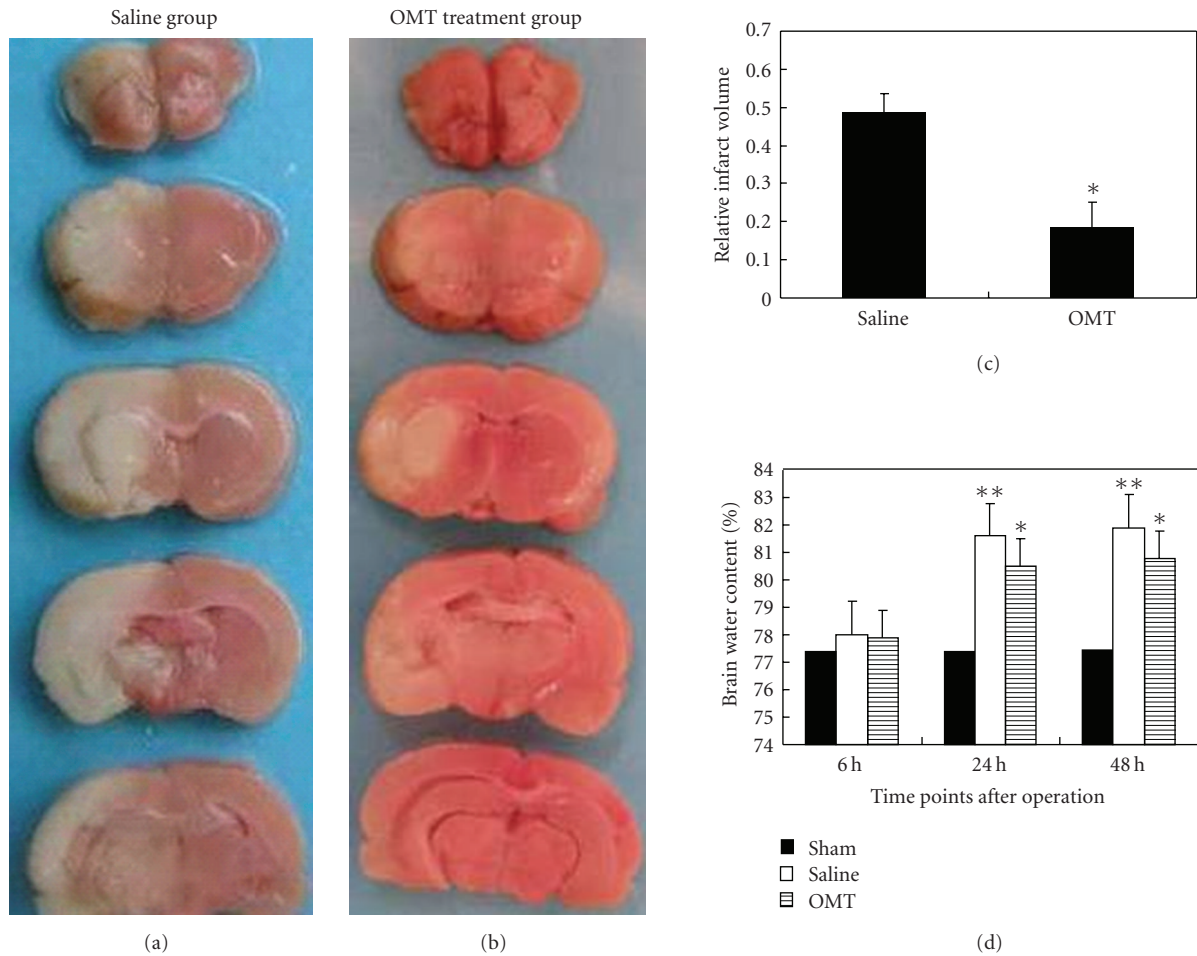 Saline group
OMT treatment group
(a)
(b)
0.7
0.6
0.5
0.4
0.3
0.2
0.1
0
Relative infarct volume
*
Saline
OMT
(c)
84
83
82
81
80
79
78
77
76
75
74
Brain water content (%)
**
*
**
*
6 h
24 h
48 h
Time points after operation
Sham
Saline
OMT
(d)